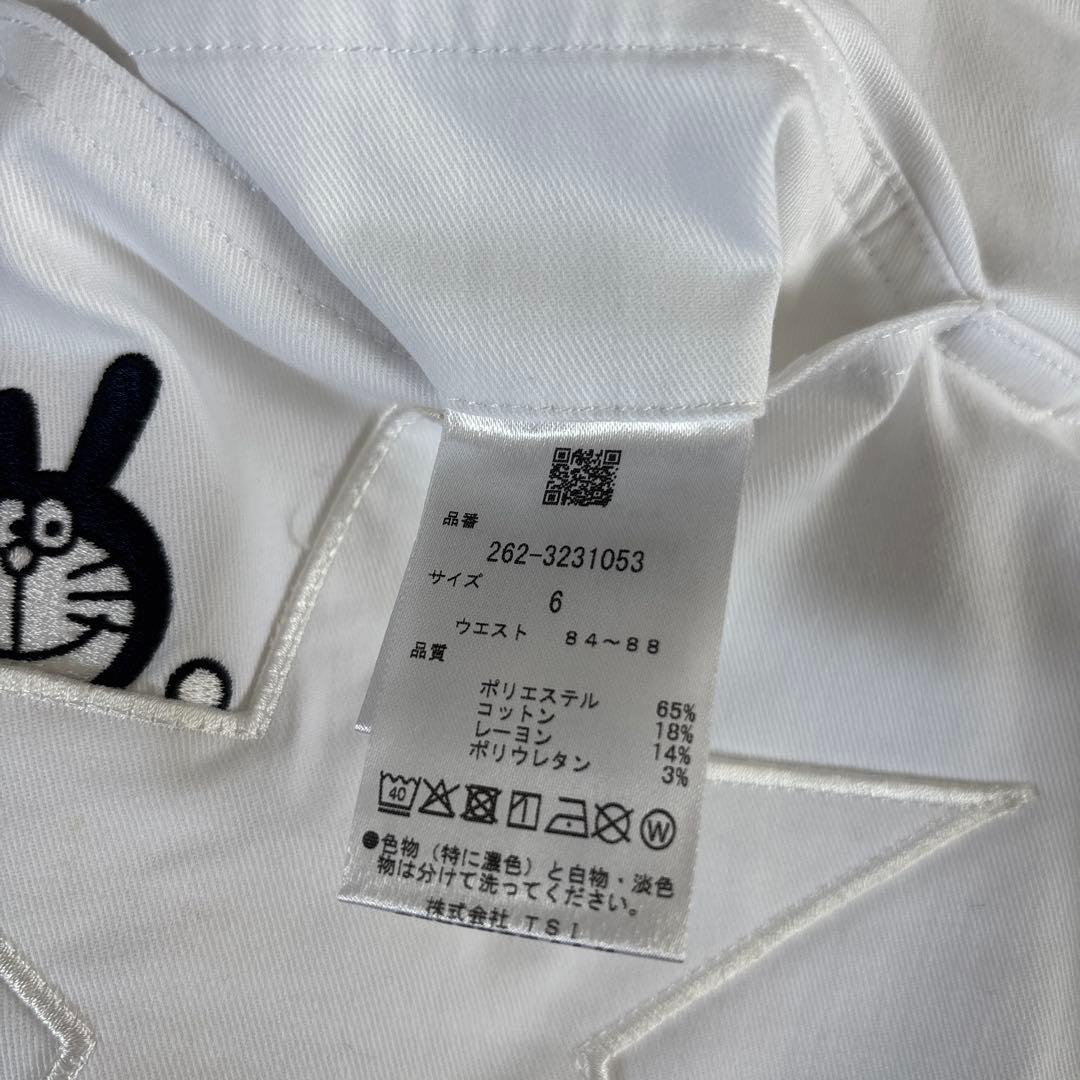 品番
262-3231053
サイズ
6
ウエスト 84～88
品質
ポリエステル 65%
コットン 18%
レーヨン 14%
ポリウレタン 3%
40
W
●色物（特に濃色）と白物・淡色
物は分けて洗ってください。
株式会社 TSI